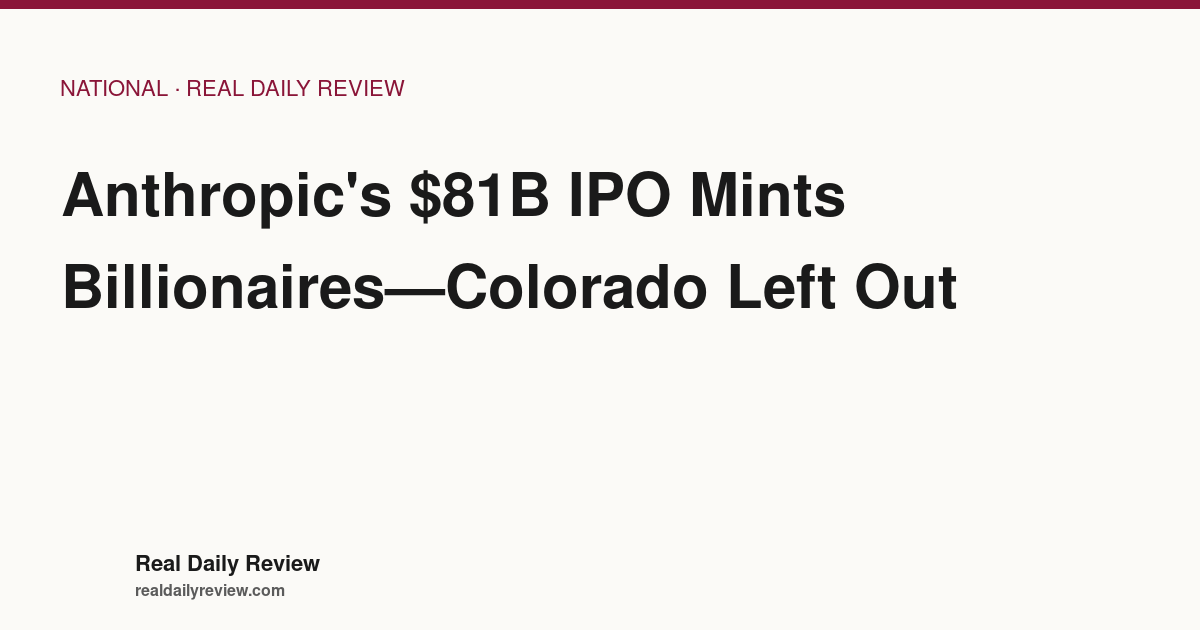 NATIONAL · REAL DAILY REVIEW
Anthropic's $81B IPO Mints
Billionaires—Colorado Left Out
Real Daily Review
realdailyreview.com